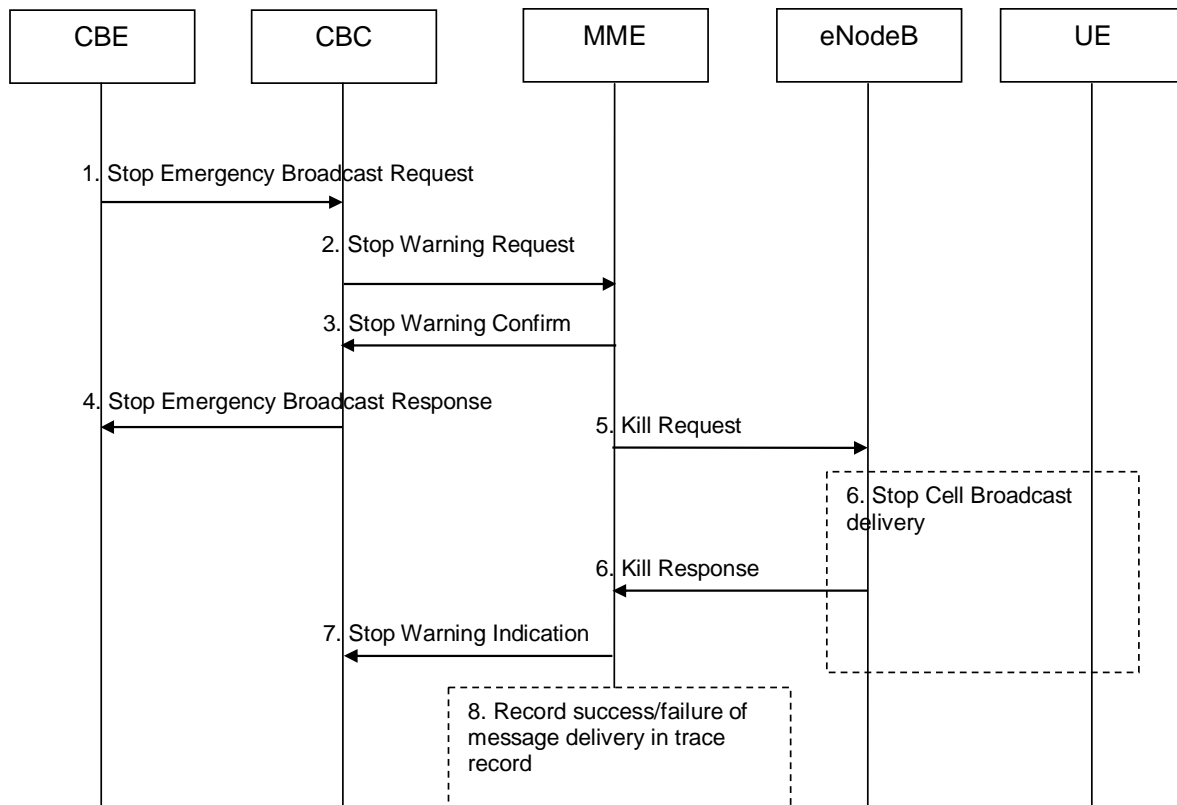 CBE
CBC
MME
eNodeB
UE
1. Stop Emergency Broadcast Request
2. Stop Warning Request
3. Stop Warning Confirm
4. Stop Emergency Broadcast Response
5. Kill Request
6. Stop Cell Broadcast
delivery
6. Kill Response
7. Stop Warning Indication
8. Record success/failure of
message delivery in trace
record